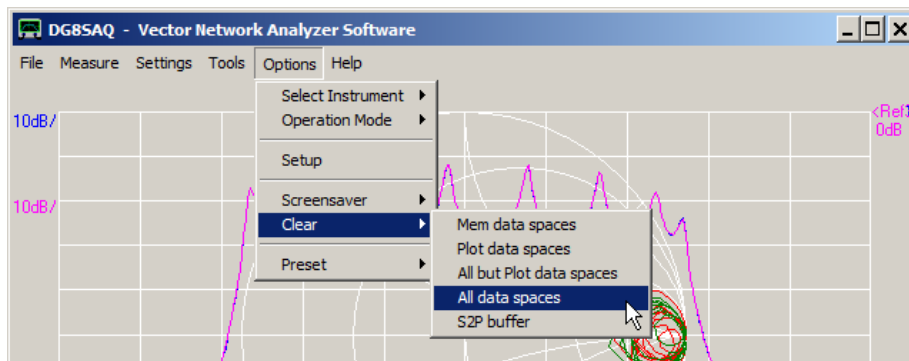 DG8SAQ - Vector Network Analyzer Software
File Measure Settings Tools Options Help
Select Instrument
Operation Mode
Setup
Screensaver
Clear
Preset
Mem data spaces
Plot data spaces
All but Plot data spaces
All data spaces
S2P buffer
10dB/
10dB/
<Ref1
0dB